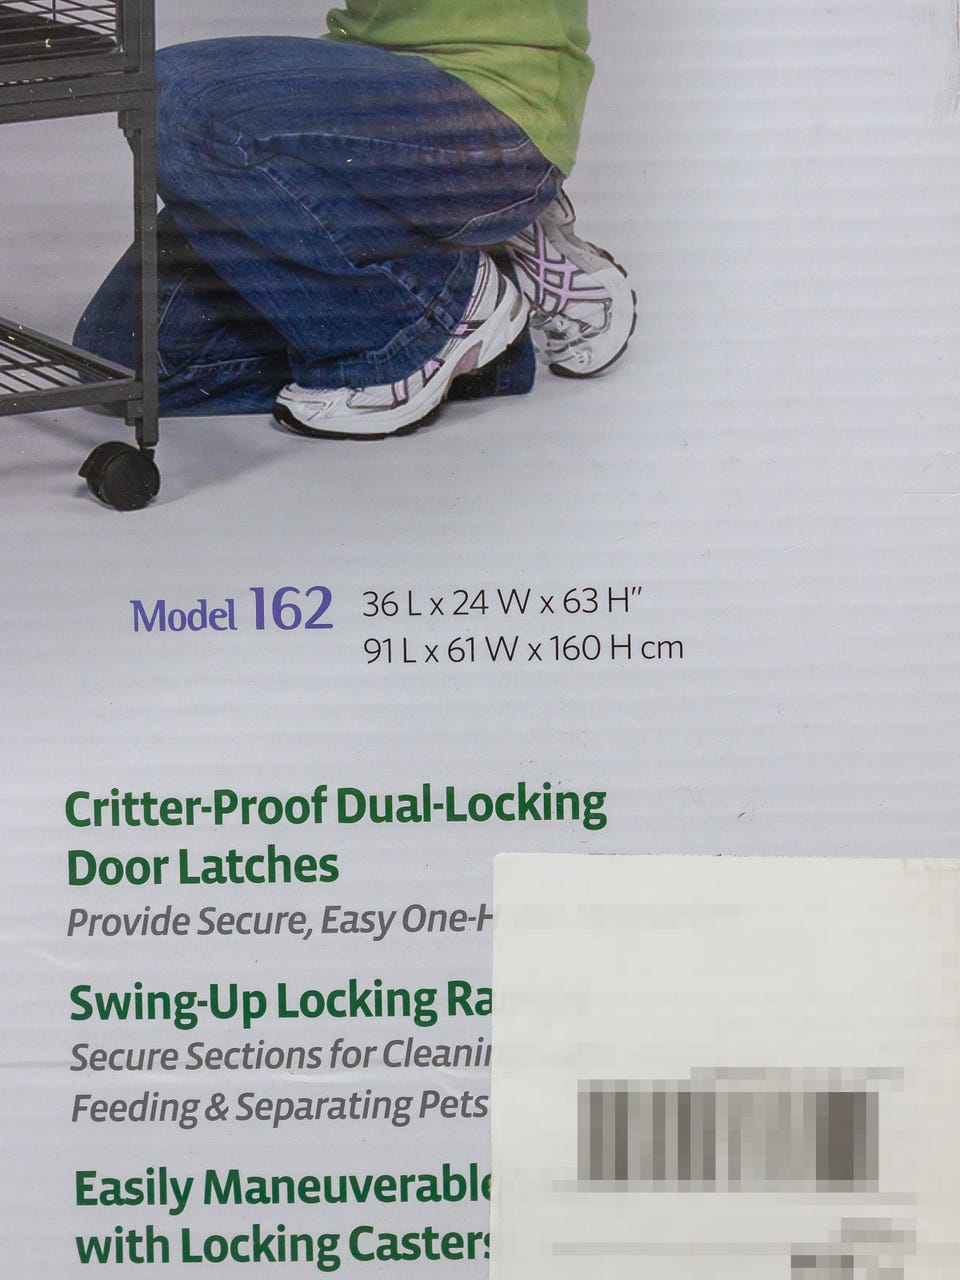 Model 162 36 L x 24 W x 63 H"
91 L x 61 W x 160 H cm
Critter-Proof Dual-Locking
Door Latches
Provide Secure, Easy
Swing-Up Locking
Secure Sections for
Feeding & Separating Pets
Easily Maneuverable
with Locking Casters